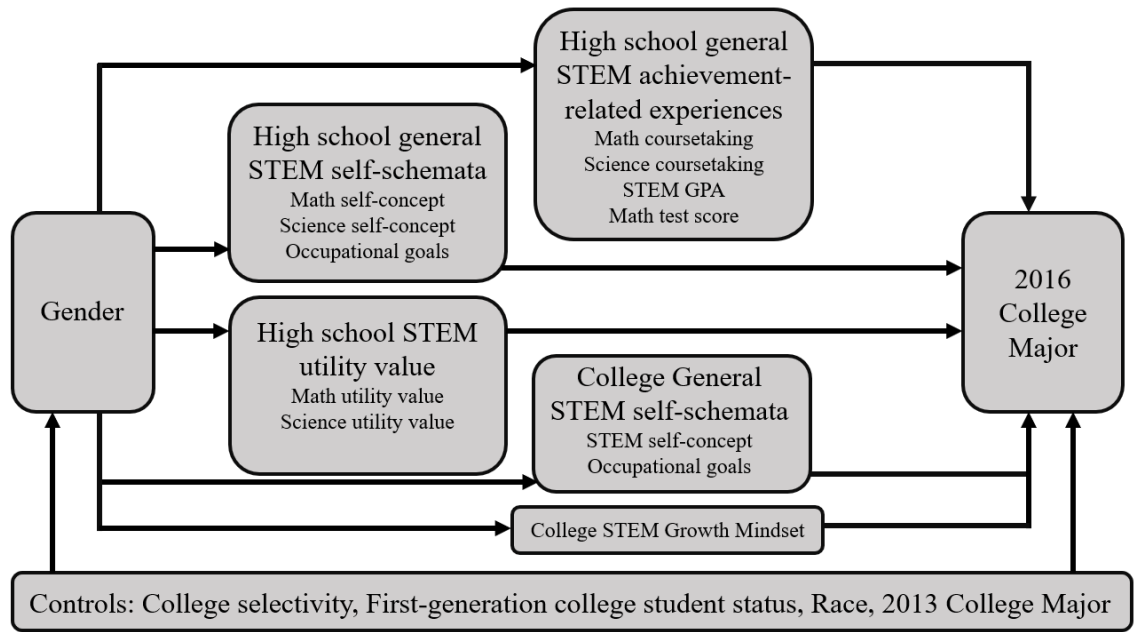 High school general
STEM achievement-
related experiences
Math coursetaking
Science coursetaking
STEM GPA
Math test score
High school general
STEM self-schemata
Math self-concept
Science self-concept
Occupational goals
Gender
High school STEM
utility value
Math utility value
Science utility value
College General
STEM self-schemata
STEM self-concept
Occupational goals
College STEM Growth Mindset
2016
College
Major
Controls: College selectivity, First-generation college student status, Race, 2013 College Major